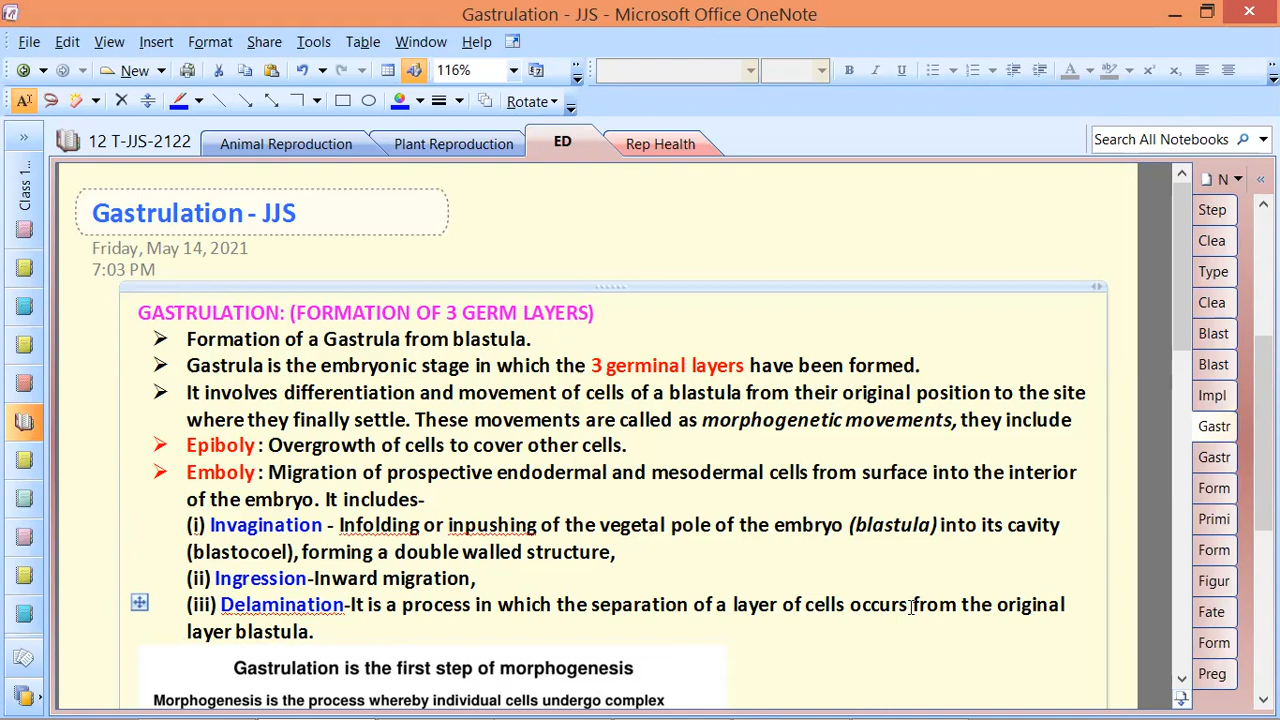 Gastrulation - JJS - Microsoft Office OneNote
File Edit View Insert Format Share Tools Table Window Help
New 116% B I U A ab x² x₂
A Rotate
12 T-JJS-2122 Animal Reproduction Plant Reproduction ED Rep Health Search All Notebooks
Class 1...
Gastrulation - JJS
Friday, May 14, 2021
7:03 PM
GASTRULATION: (FORMATION OF 3 GERM LAYERS)
Formation of a Gastrula from blastula.
Gastrula is the embryonic stage in which the 3 germinal layers have been formed.
It involves differentiation and movement of cells of a blastula from their original position to the site
where they finally settle. These movements are called as morphogenetic movements, they include
Epiboly : Overgrowth of cells to cover other cells.
Emboly : Migration of prospective endodermal and mesodermal cells from surface into the interior
of the embryo. It includes-
(i) Invagination - Infolding or inpushing of the vegetal pole of the embryo (blastula) into its cavity
(blastocoel), forming a double walled structure,
(ii) Ingression-Inward migration,
(iii) Delamination-It is a process in which the separation of a layer of cells occurs from the original
layer blastula.
Gastrulation is the first step of morphogenesis
Morphogenesis is the process whereby individual cells undergo complex
N
Step
Clea
Type
Clea
Blast
Blast
Impl
Gastr
Gastr
Form
Primi
Form
Figur
Fate
Form
Preg